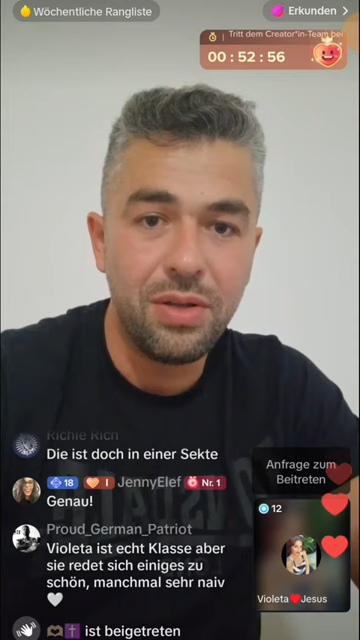 Wöchentliche Rangliste
Erkunden
Tritt dem Creator*in-Team bei
00 : 52 : 56
Richie Rich
Die ist doch in einer Sekte
18 I JennyElef Nr. 1
Genau!
Anfrage zum
Beitreten
Proud_German_Patriot
Violeta ist echt Klasse aber
sie redet sich einiges zu
schön, manchmal sehr naiv
🤍
12
Violeta❤️Jesus
ist beigetreten